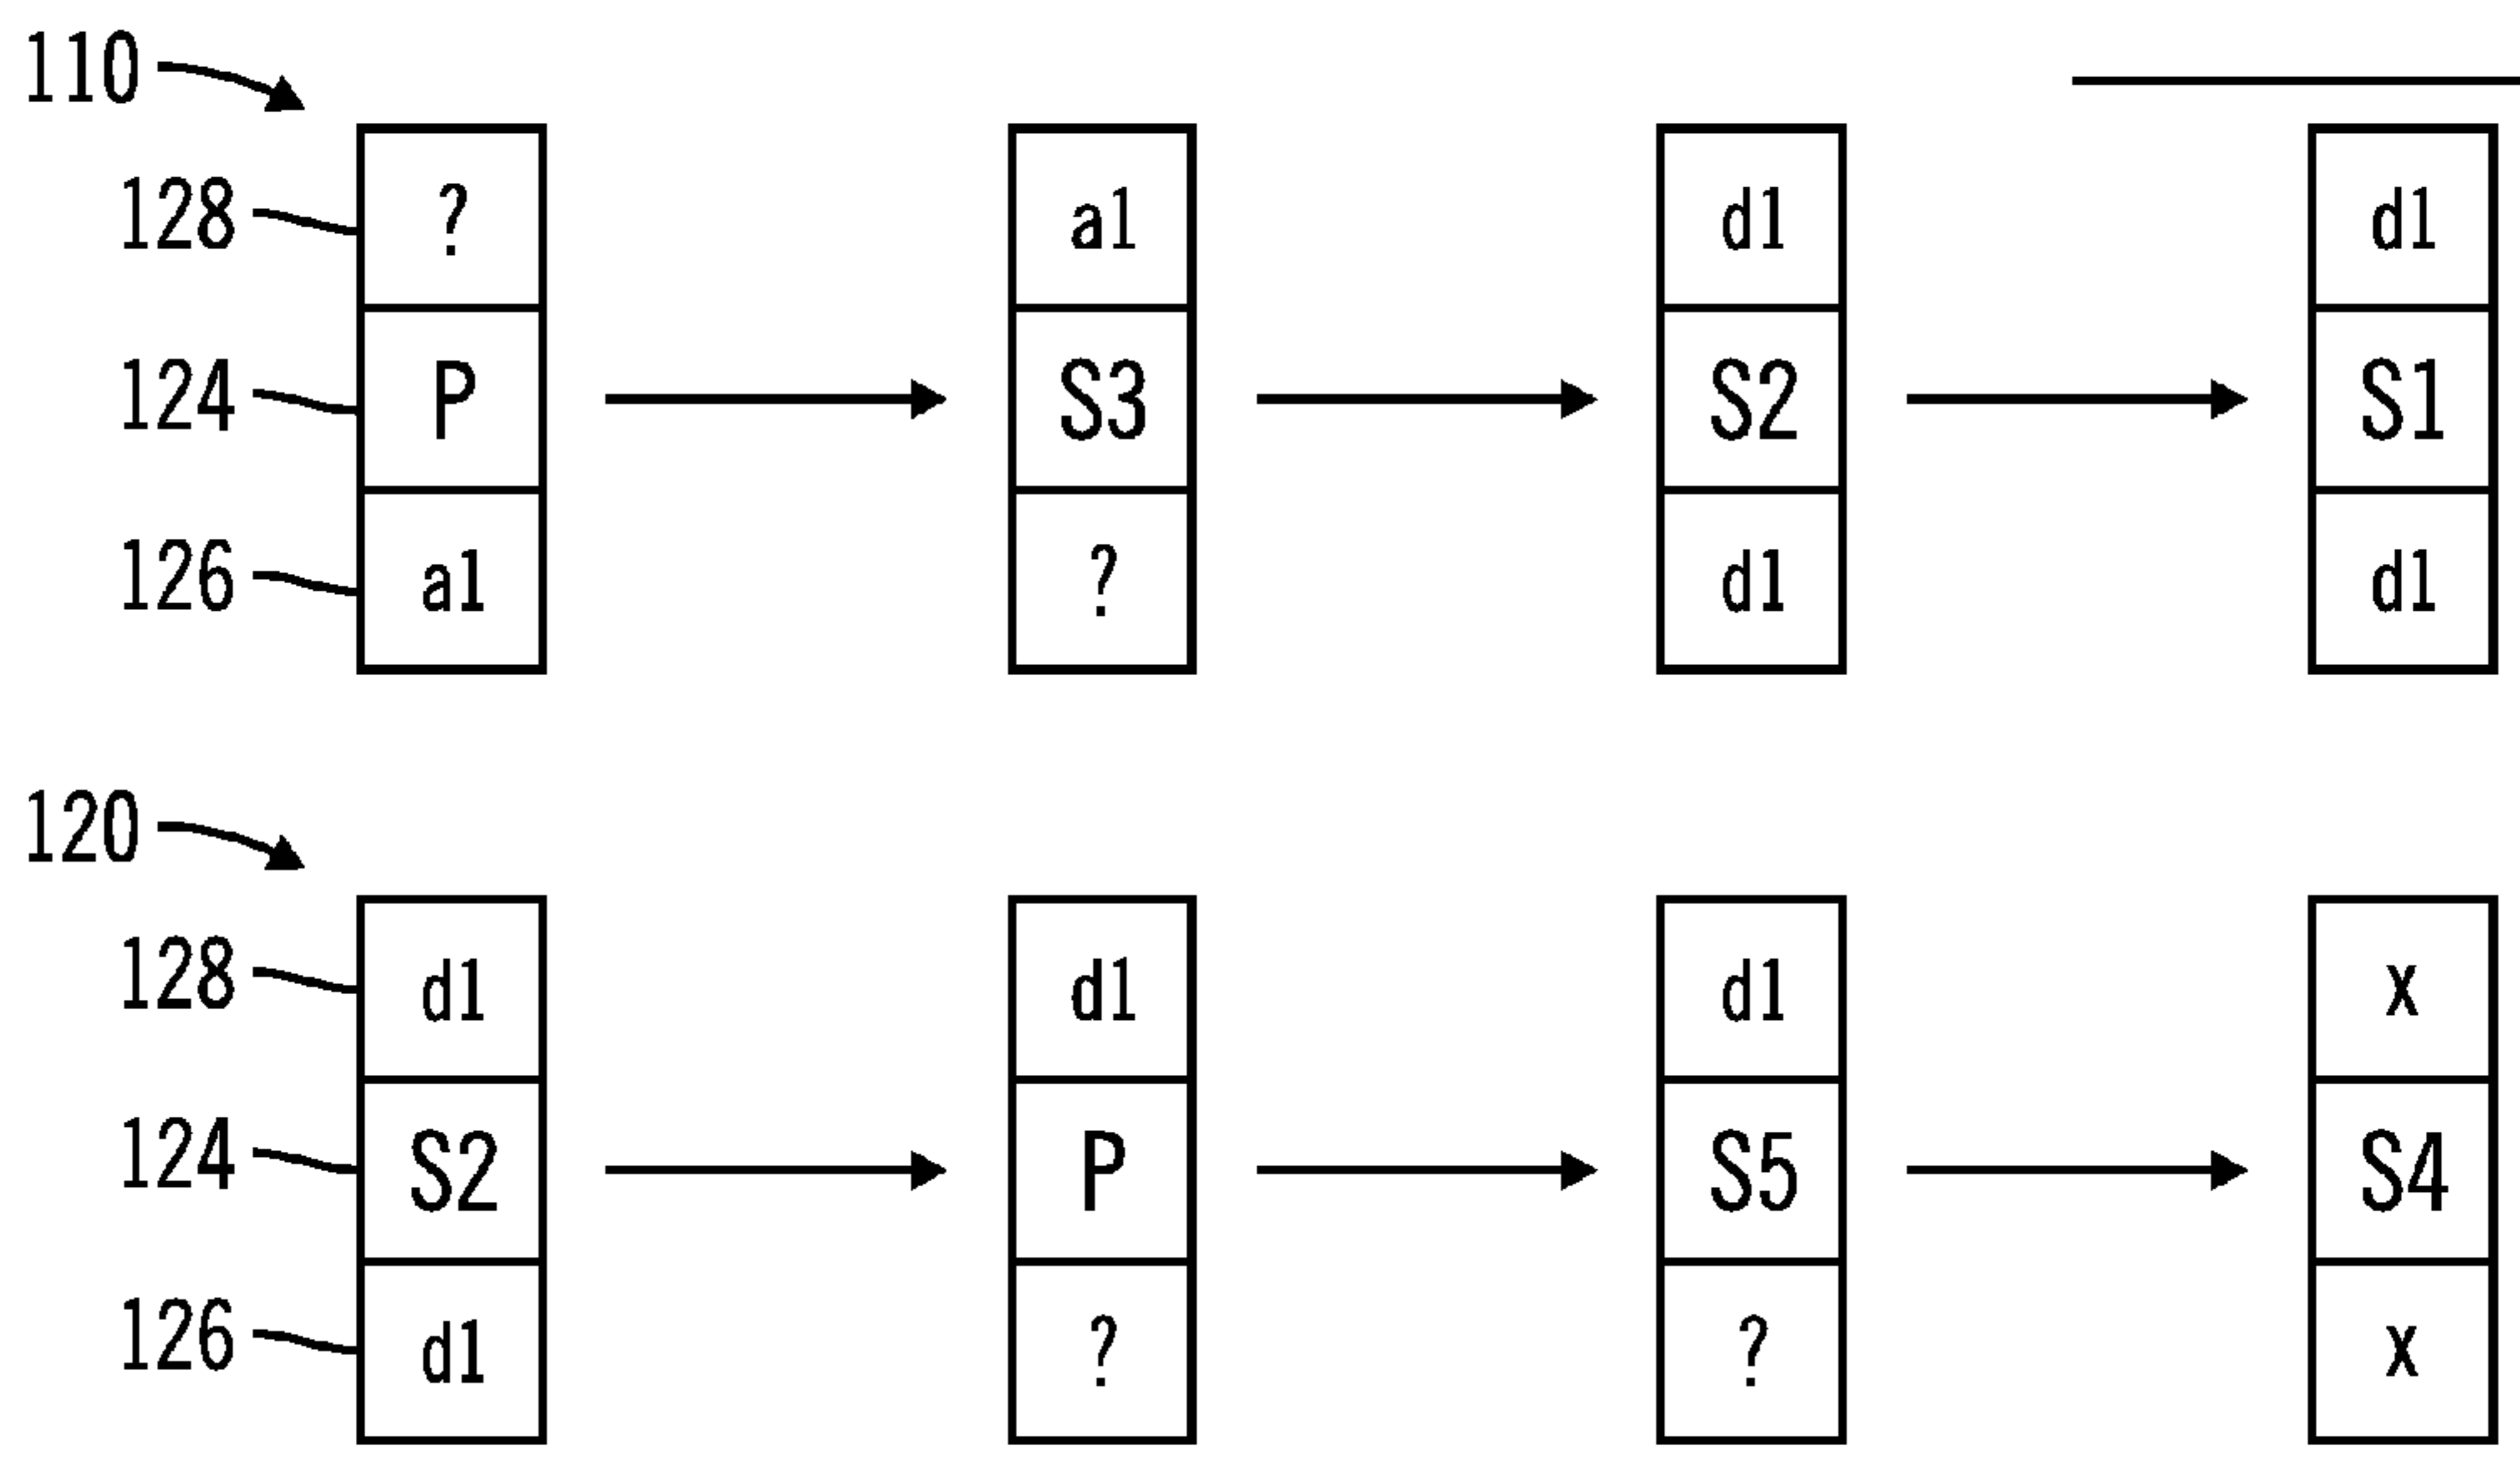 110
128 ? a1 d1 d1
124 P S3 S2 S1
126 a1 ? d1 d1
120
128 d1 d1 d1 x
124 S2 P S5 S4
126 d1 ? ? x